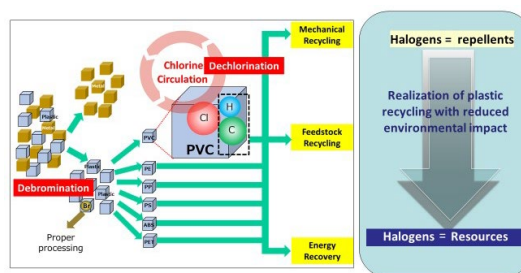 Chlorine
Circulation
Dechlorination
Mechanical
Recycling
Plastic
Cl
H
C
PVC
PVC
Feedstock
Recycling
Debromination
Plastic
Plastic
Br
Proper
processing
PE
PP
PS
ABS
PET
Energy
Recovery
Halogens = repellents
Realization of plastic
recycling with reduced
environmental impact
Halogens = Resources